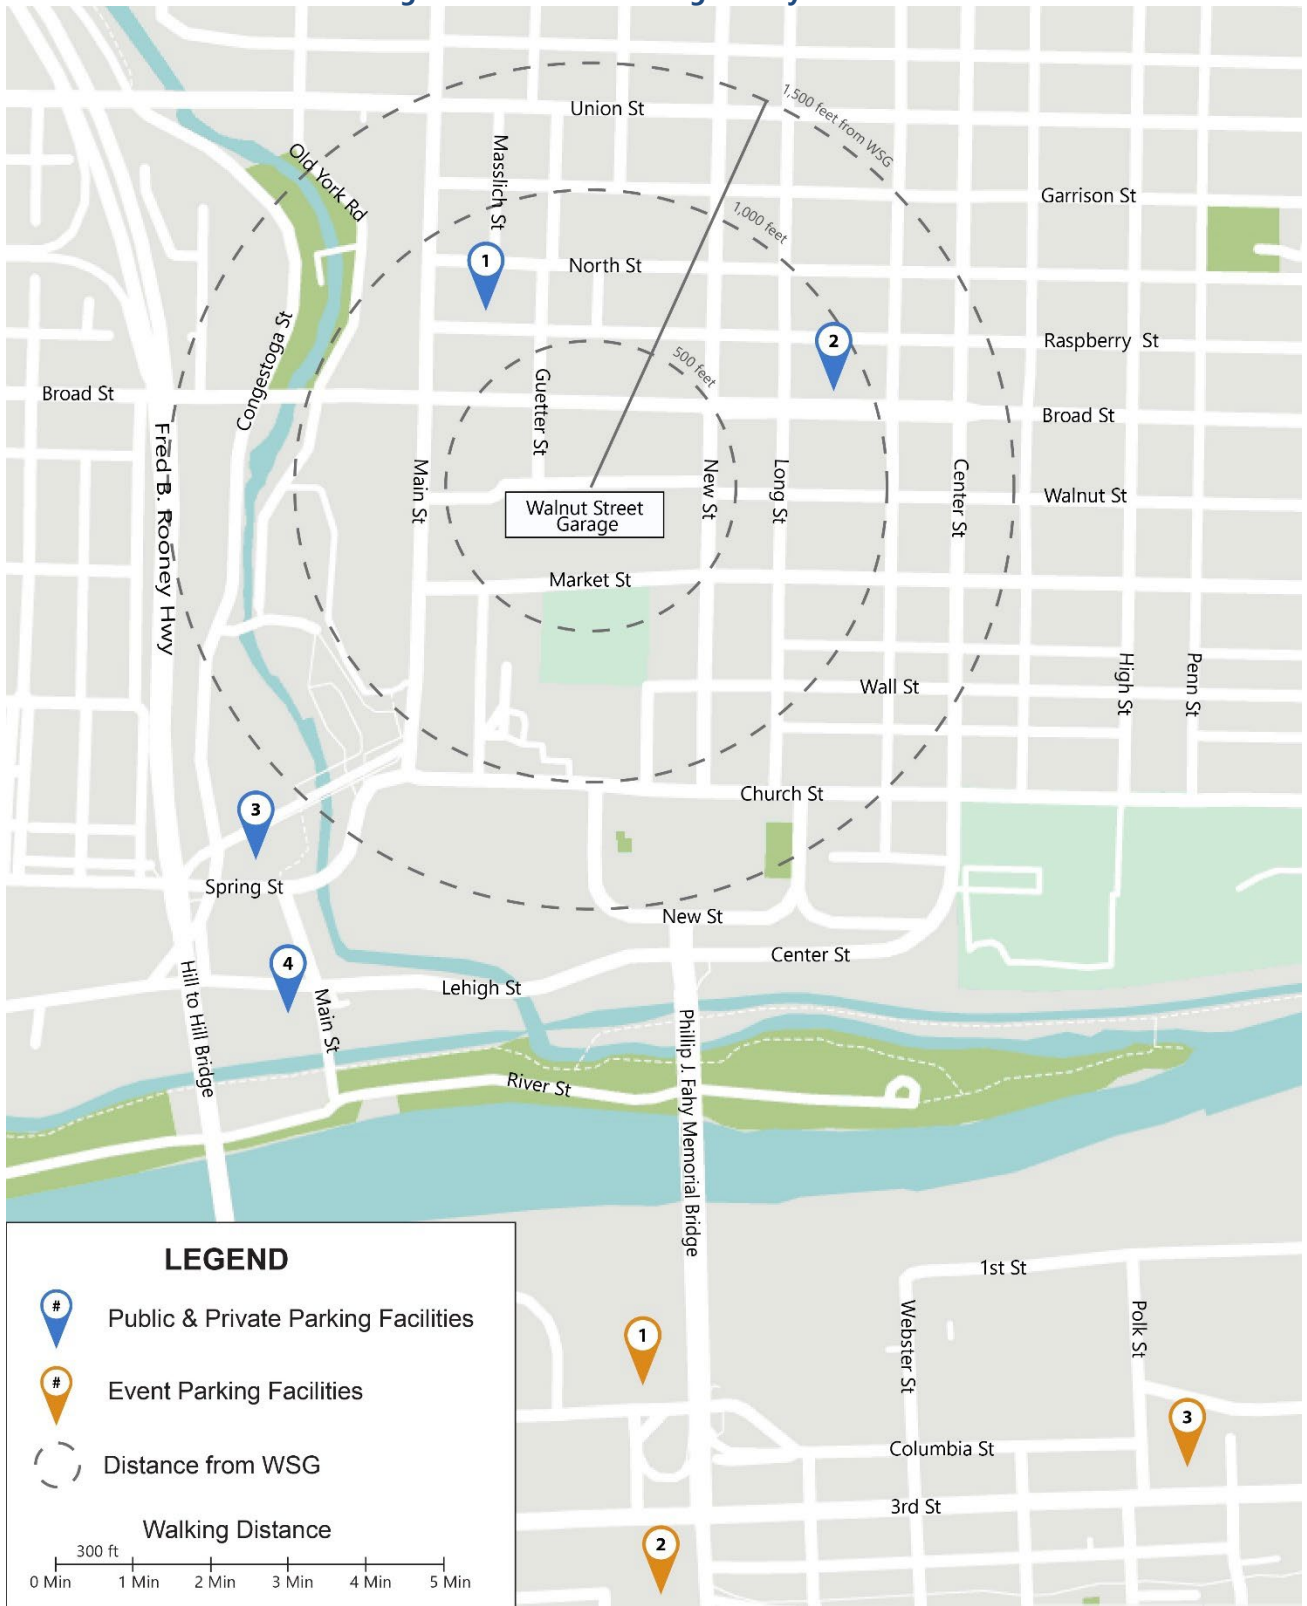 Union St
1,500 feet from WSG
Masslich St
Old York Rd
Garrison St
1,000 feet
1
North St
2
Raspberry St
Congestoga St
500 feet
Guetter St
Broad St
Broad St
Fred B. Rooney Hwy
Main St
New St
Long St
Center St
Walnut St
Walnut Street
Garage
Market St
High St
Penn St
Wall St
Church St
3
Spring St
New St
Center St
4
Lehigh St
Hill to Hill Bridge
Main St
Phillip J. Fahy Memorial Bridge
River St
1st St
Webster St
Polk St
1
3
Columbia St
3rd St
2
LEGEND
#
Public & Private Parking Facilities
#
Event Parking Facilities
Distance from WSG
Walking Distance
300 ft
0 Min 1 Min 2 Min 3 Min 4 Min 5 Min